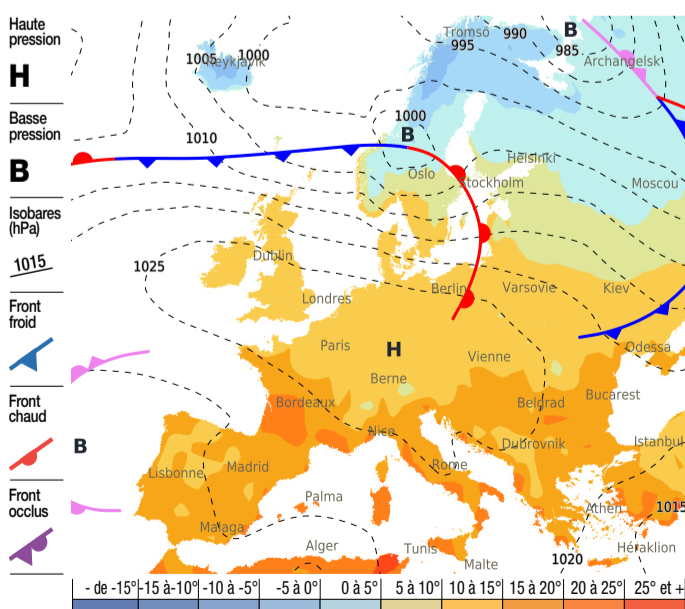 Haute
pression
H
Basse
pression
B
Isobares
(hPa)
1015
Front
froid
Front
chaud
Front
occlus
B
Tromsö
990
995
985
1005
1000
Reykjavik
Archangelsk
1000
B
1010
Oslo
Helsinki
Stockholm
Moscou
Dublin
1025
Londres
Berlin
Varsovie
Kiev
Paris
H
Vienne
Odessa
Berne
Bordeaux
Belgrad
Bucarest
Nice
B
Dubrovnik
Istanbul
Lisbonne
Madrid
Rome
Palma
Athen
1015
Malaga
Alger
Tunis
Malte
1020
Héraklion
- de -15°
-15 à-10°
-10 à -5°
-5 à 0°
0 à 5°
5 à 10°
10 à 15°
15 à 20°
20 à 25°
25° et +